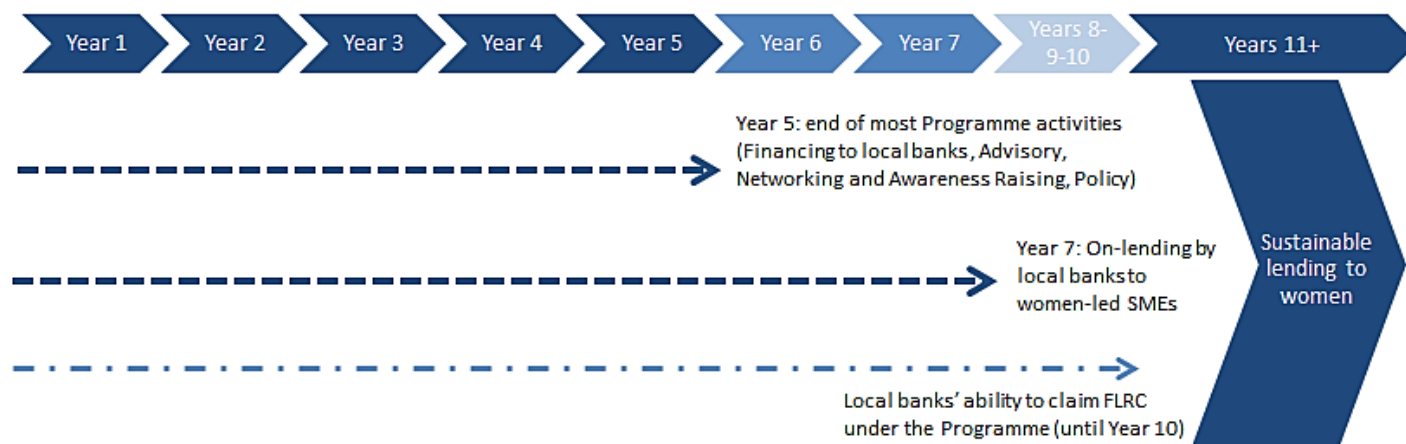 Year 1
Year 2
Year 3
Year 4
Year 5
Year 6
Year 7
Years 8-
9-10
Years 11+
Year 5: end of most Programme activities
(Financing to local banks, Advisory,
Networking and Awareness Raising, Policy)
Year 7: On-lending by
local banks to
women-led SMEs
Sustainable
lending to
women
Local banks’ ability to claim FLRC
under the Programme (until Year 10)